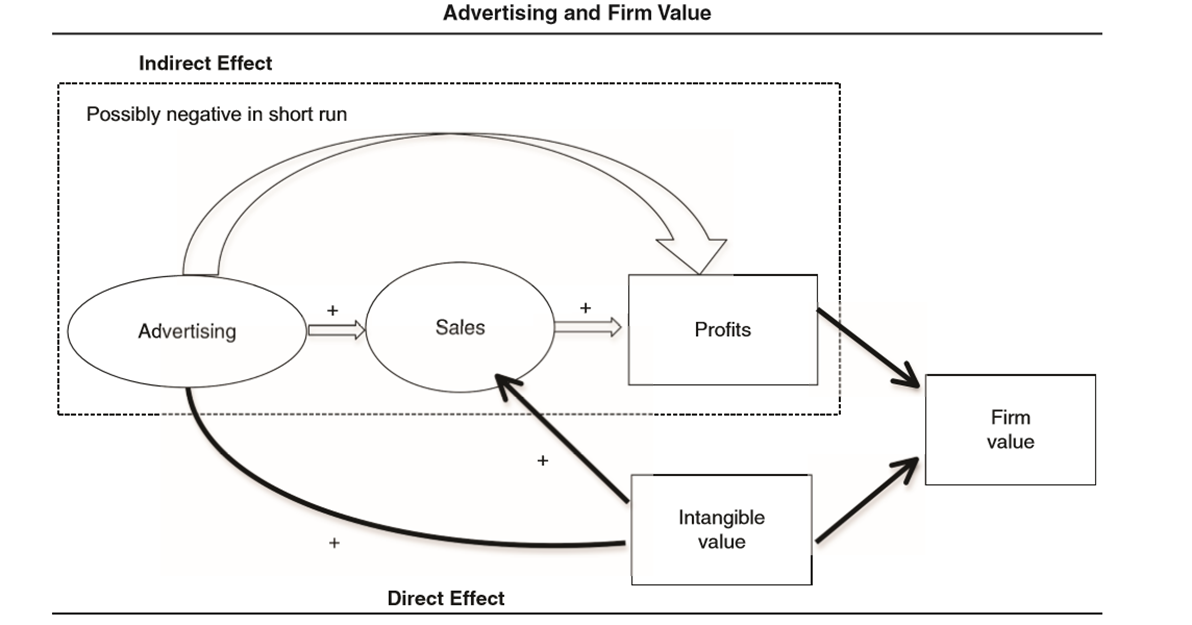 Advertising and Firm Value
Indirect Effect
Possibly negative in short run
+
+
Advertising
Sales
Profits
Firm
value
+
Intangible
value
+
Direct Effect